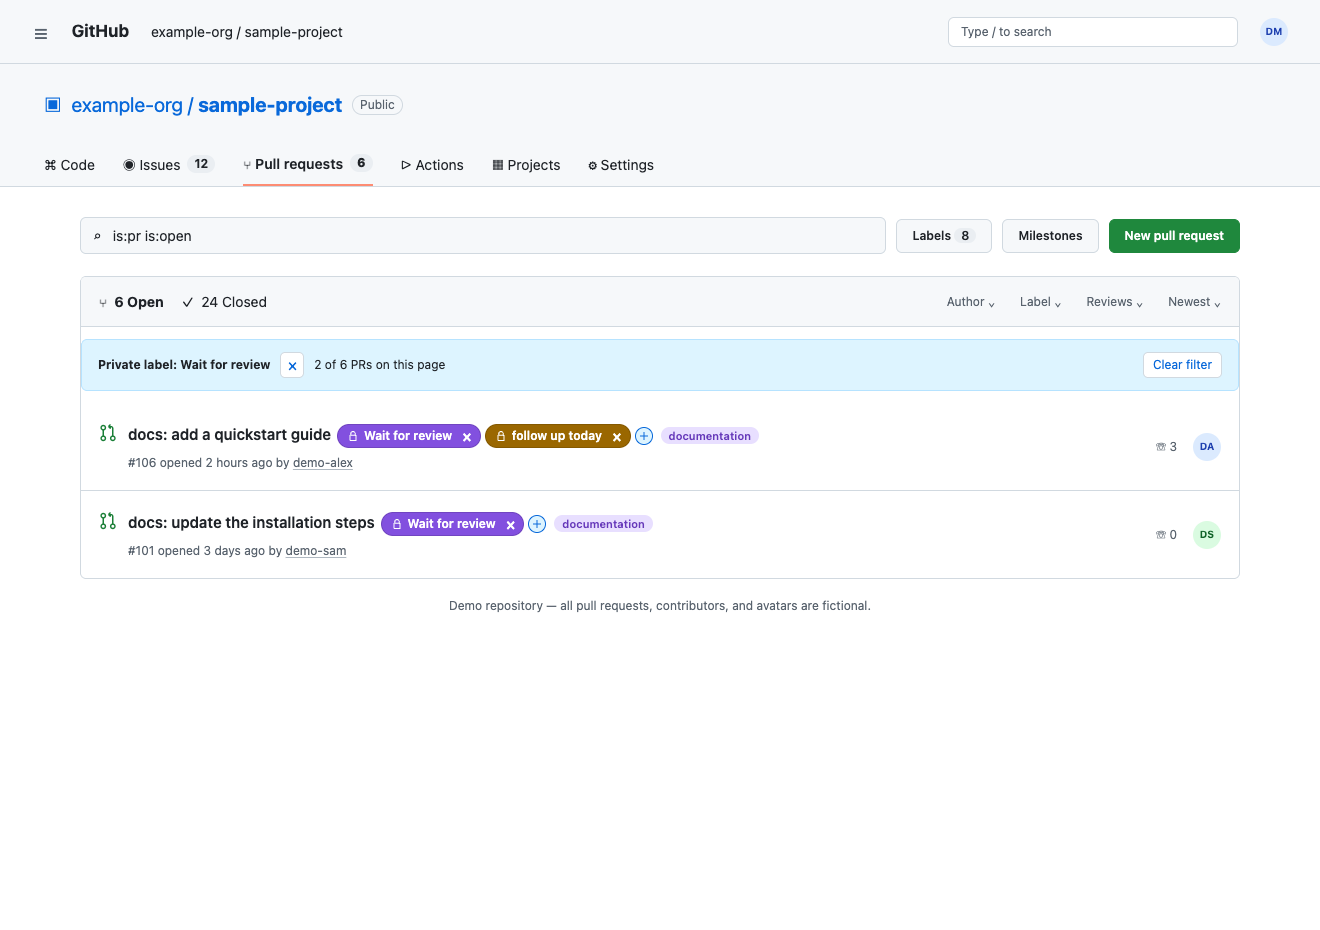 GitHub example-org / sample-project Type / to search DM
example-org / sample-project Public
Code Issues 12 Pull requests 6 Actions Projects Settings
is:pr is:open Labels 8 Milestones New pull request
6 Open 24 Closed Author Label Reviews Newest
Private label: Wait for review × 2 of 6 PRs on this page Clear filter
docs: add a quickstart guide Wait for review × follow up today × + documentation
3 DA
#106 opened 2 hours ago by demo-alex
docs: update the installation steps Wait for review × + documentation
0 DS
#101 opened 3 days ago by demo-sam
Demo repository — all pull requests, contributors, and avatars are fictional.